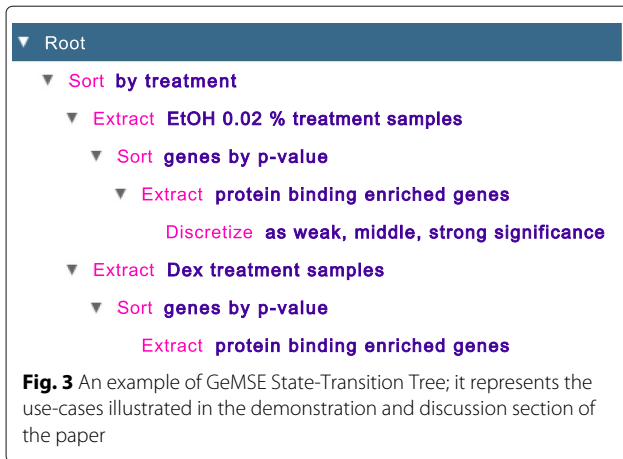 Root
Sort by treatment
Extract EtOH 0.02 % treatment samples
Sort genes by p-value
Extract protein binding enriched genes
Discretize as weak, middle, strong significance
Extract Dex treatment samples
Sort genes by p-value
Extract protein binding enriched genes
Fig. 3 An example of GeMSE State-Transition Tree; it represents the
use-cases illustrated in the demonstration and discussion section of
the paper